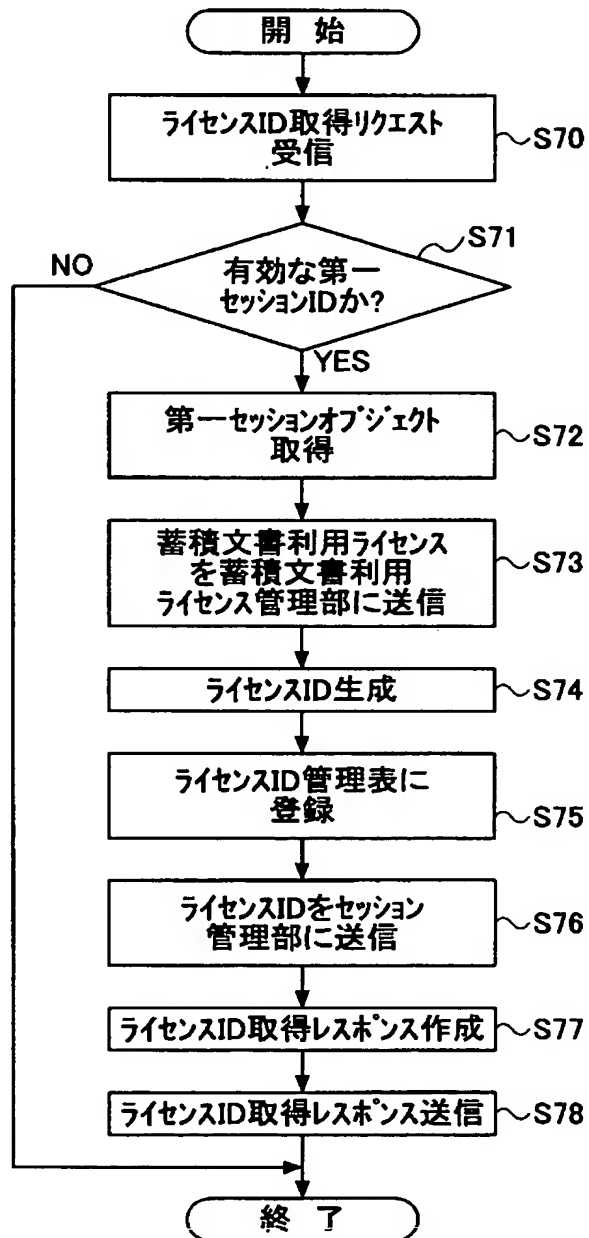 開 始
ライセンスID取得リクエスト
受信
S70
S71
NO
有効な第一
セッションIDか?
YES
第一セッションオブジェクト
取得
S72
蓄積文書利用ライセンス
を蓄積文書利用
ライセンス管理部に送信
S73
ライセンスID生成
S74
ライセンスID管理表に
登録
S75
ライセンスIDをセッション
管理部に送信
S76
ライセンスID取得レスポンス作成
S77
ライセンスID取得レスポンス送信
S78
終 了